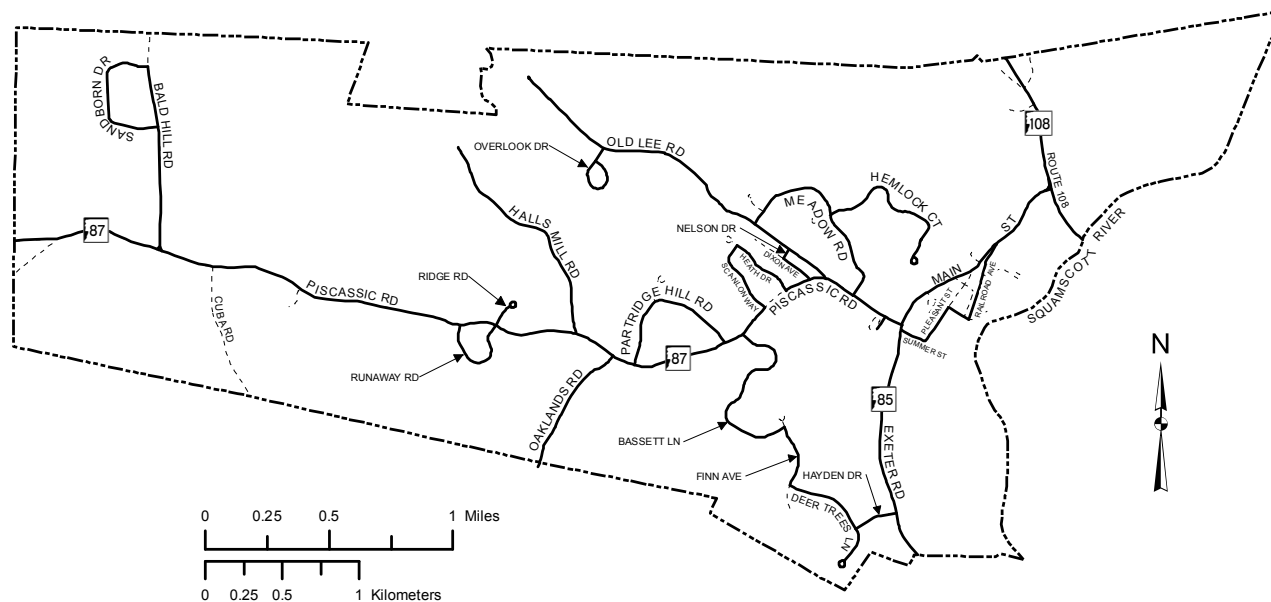 SANDBORN DR
BALD HILL RD
87
PISCASSIC RD
CUBARD
RIDGE RD
RUNAWAY RD
OVERLOOK DR
OLD LEE RD
HALLS MILL RD
PARTRIDGE HILL RD
87
OAKLANDS RD
NELSON DR
DIXON AVE
HEATH DR
SCANLON WAY
PISCASSIC RD
MEADOW RD
HEMLOCK CT
108
ROUTE 108
MAIN ST
PLEASANT ST
RAILROAD AVE
SUMMER ST
SQUAMSCOTT RIVER
85
EXETER RD
BASSETT LN
FINN AVE
HAYDEN DR
DEER TREES LN
N
0 0.25 0.5 1 Miles
0 0.25 0.5 1 Kilometers